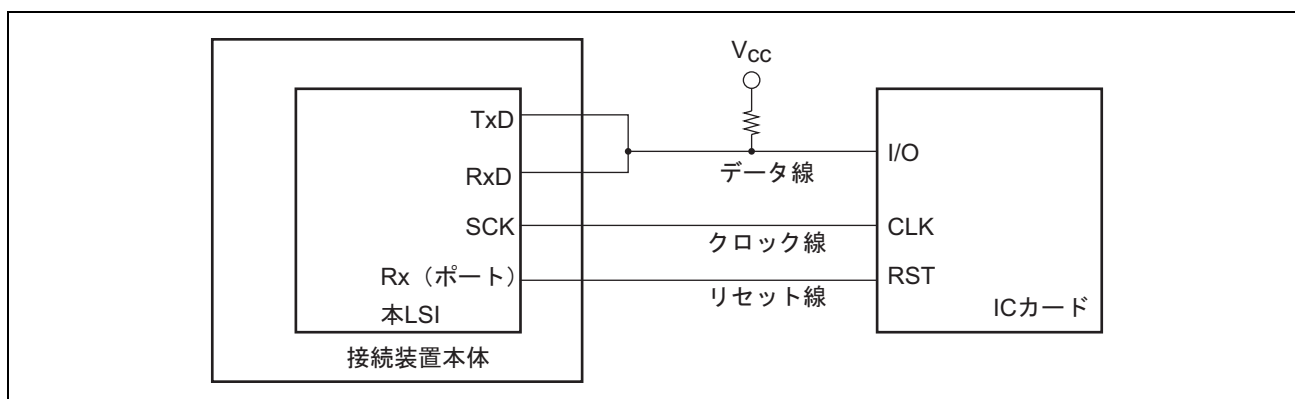 VCC
TxD
RxD
SCK
Rx（ポート）
本LSI
接続装置本体
データ線
クロック線
リセット線
I/O
CLK
RST
ICカード